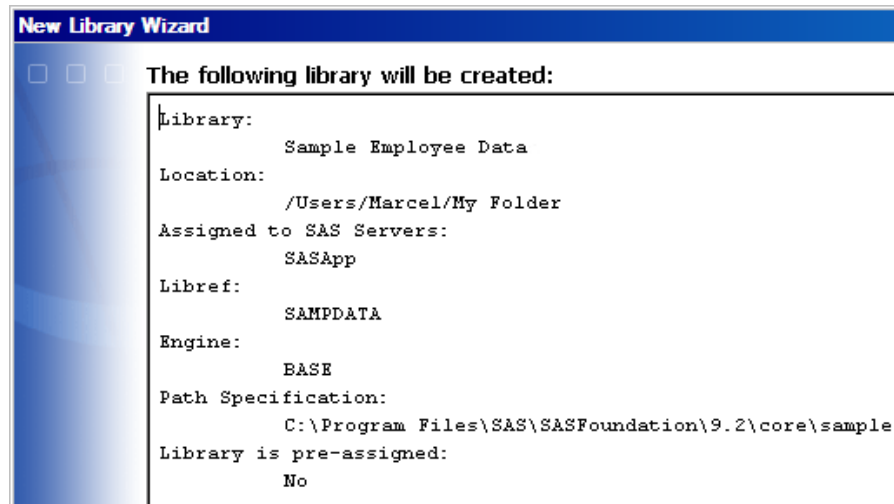 New Library Wizard
The following library will be created:
Library:
Sample Employee Data
Location:
/Users/Marcel/My Folder
Assigned to SAS Servers:
SASApp
Libref:
SAMPDATA
Engine:
BASE
Path Specification:
C:\Program Files\SAS\SASFoundation\9.2\core\sample
Library is pre-assigned:
No